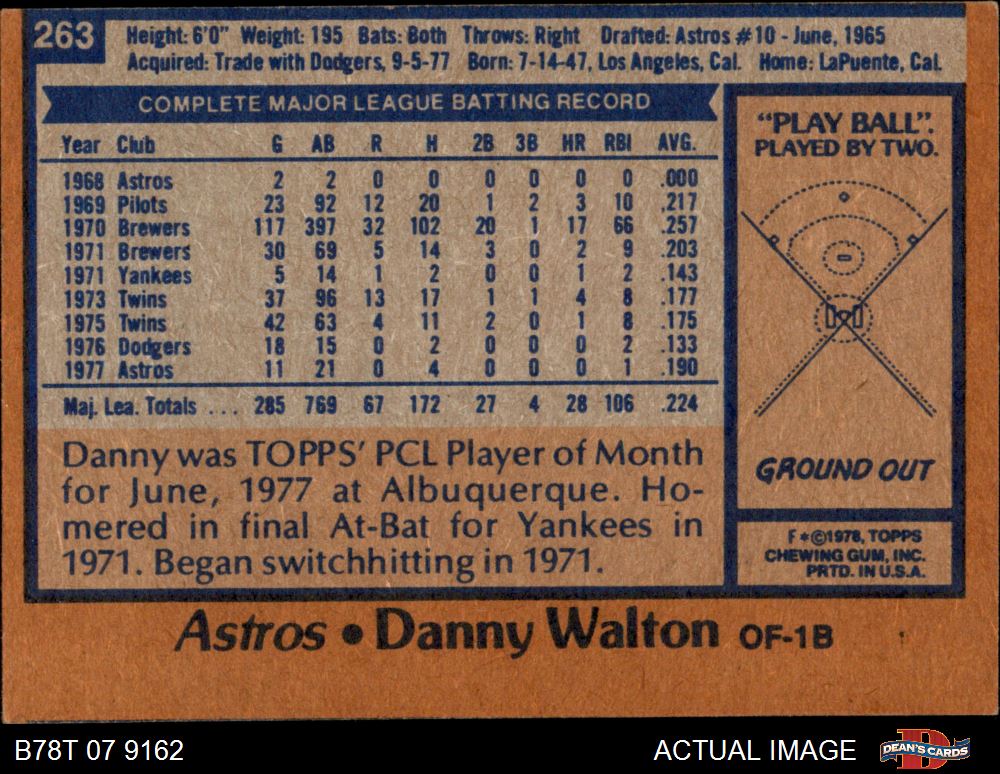 263
Height: 6'0" Weight: 195 Bats: Both Throws: Right Drafted: Astros #10 - June, 1965
Acquired: Trade with Dodgers, 9-5-77 Born: 7-14-47, Los Angeles, Cal. Home: LaPuente, Cal.
COMPLETE MAJOR LEAGUE BATTING RECORD
Year Club G AB R H 2B 3B HR RBI AVG.
1968 Astros 2 2 0 0 0 0 0 0 .000
1969 Pilots 23 92 12 20 1 2 3 10 .217
1970 Brewers 117 397 32 102 20 1 17 66 .257
1971 Brewers 30 69 5 14 3 0 2 9 .203
1971 Yankees 5 14 1 2 0 0 1 2 .143
1973 Twins 37 96 13 17 1 1 4 8 .177
1975 Twins 42 63 4 11 2 0 1 8 .175
1976 Dodgers 18 15 0 2 0 0 0 2 .133
1977 Astros 11 21 0 4 0 0 0 1 .190
Maj. Lea. Totals ... 285 769 67 172 27 4 28 106 .224
Danny was TOPPS' PCL Player of Month
for June, 1977 at Albuquerque. Ho-
mered in final At-Bat for Yankees in
1971. Began switchhitting in 1971.
"PLAY BALL".
PLAYED BY TWO.
GROUND OUT
F*©1978, TOPPS
CHEWING GUM, INC.
PRTD. IN U.S.A.
Astros • Danny Walton OF-1B
B78T 07 9162
ACTUAL IMAGE
DEAN'S CARDS